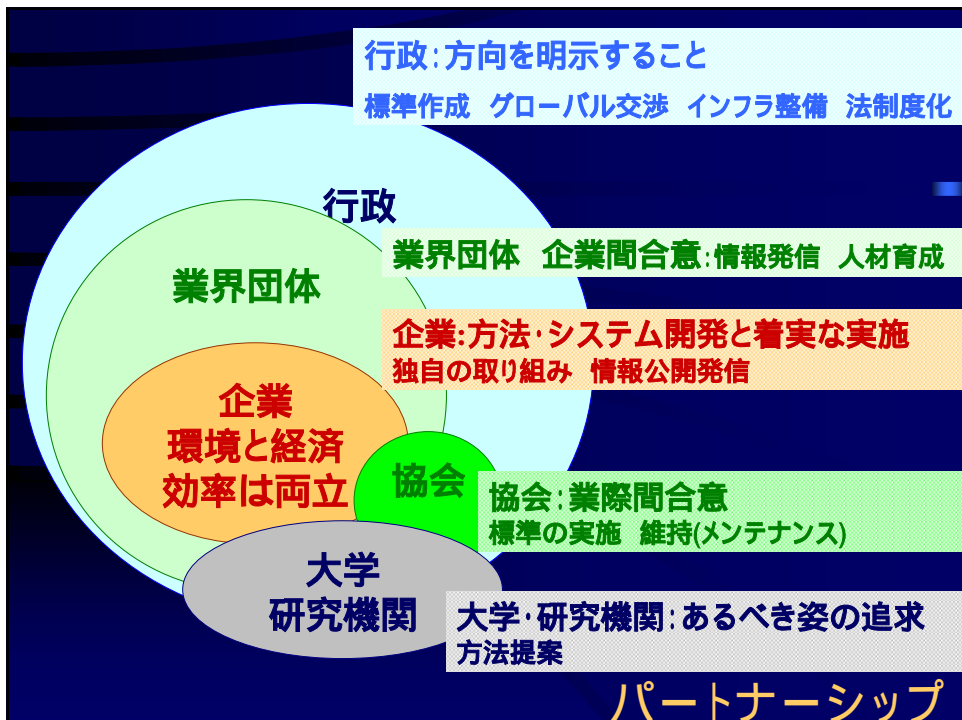 行政:方向を明示すること
標準作成 グローバル交渉 インフラ整備 法制度化
行政
業界団体 企業間合意:情報発信 人材育成
業界団体
企業:方法・システム開発と着実な実施
独自の取り組み 情報公開発信
企業
環境と経済
効率は両立
協会
協会:業際間合意
標準の実施 維持(メンテナンス)
大学
研究機関
大学・研究機関:あるべき姿の追求
方法提案
パートナーシップ